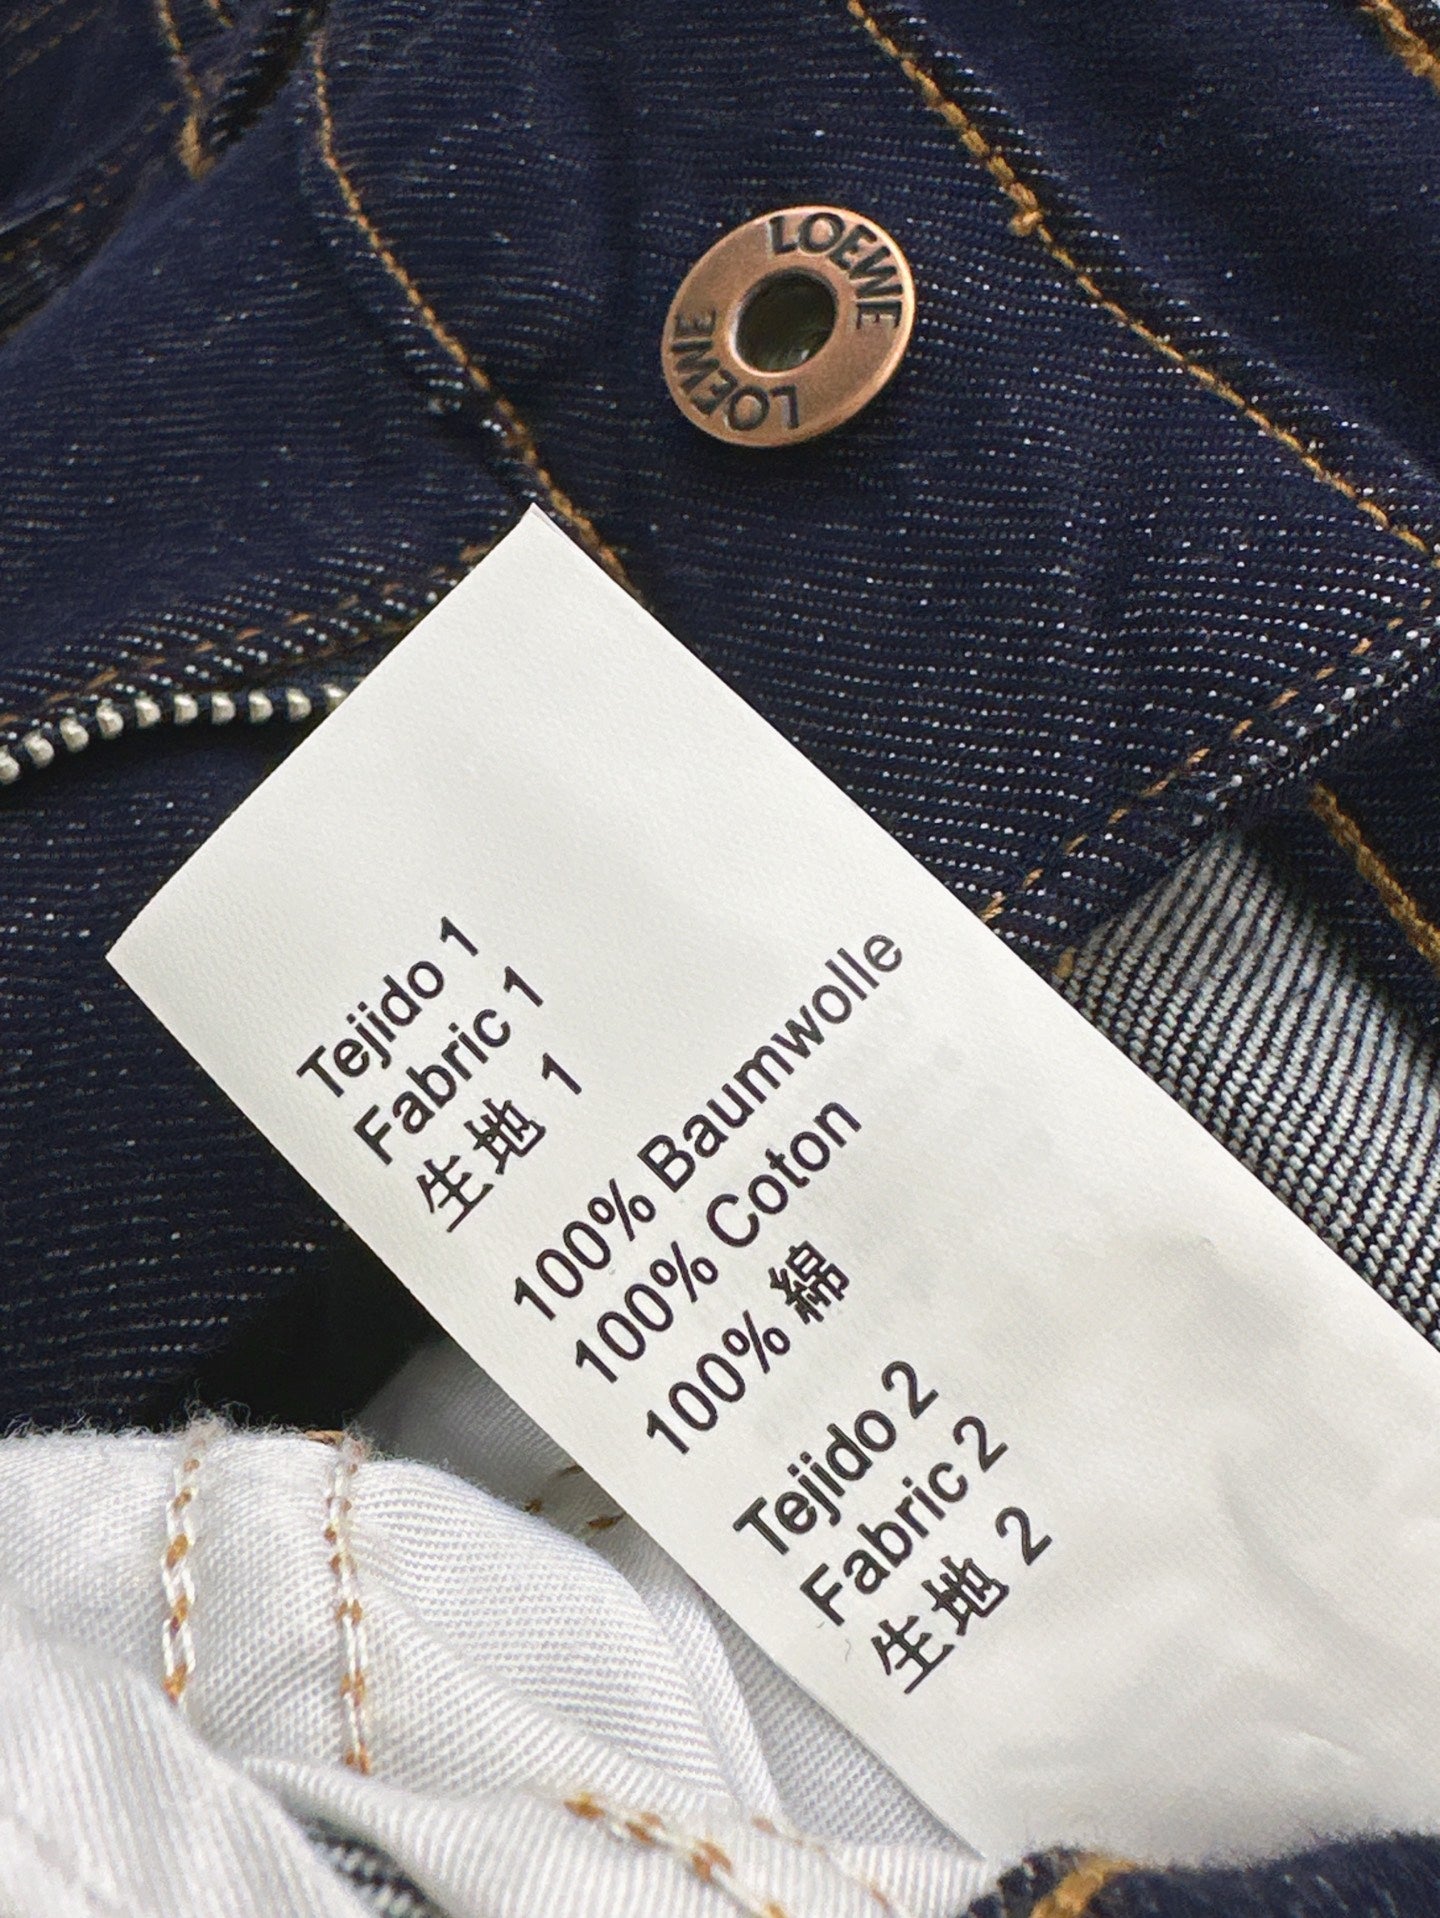 LOEWE
LOEWE
Tejido 1
Fabric 1
生地 1
100% Baumwolle
100% Coton
100% 綿
Tejido 2
Fabric 2
生地 2